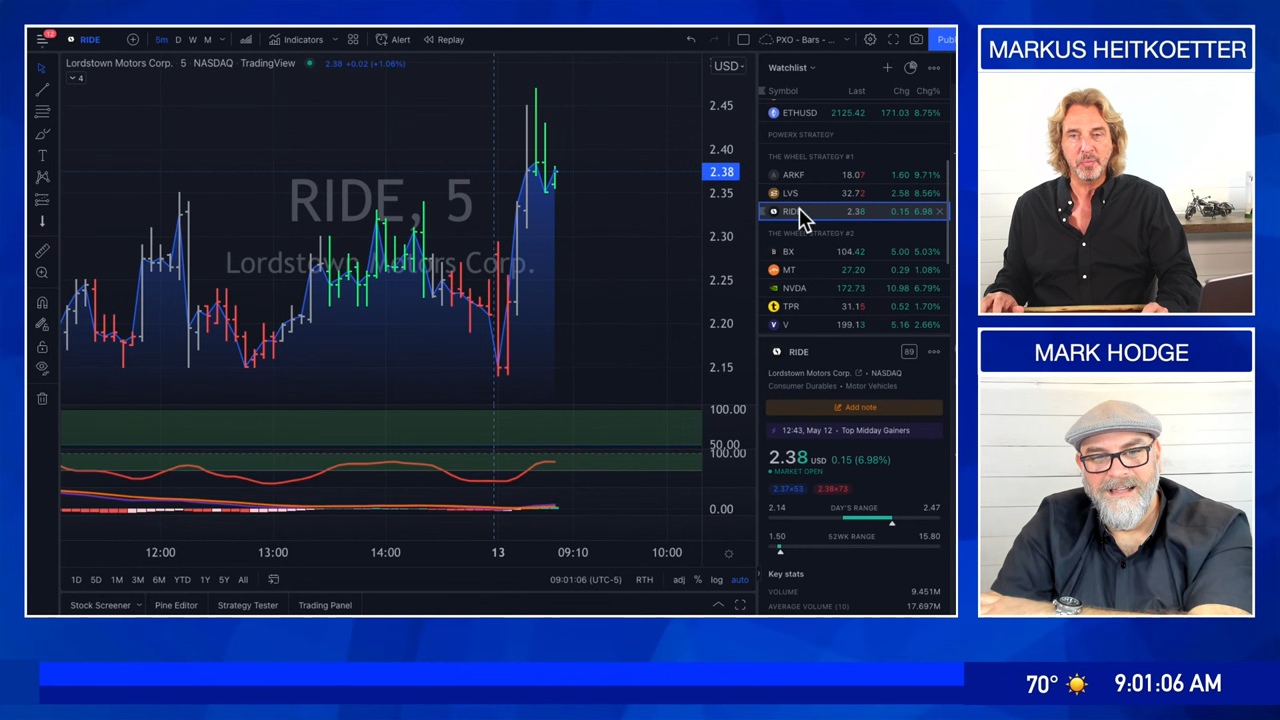 12
RIDE
5m D W M
Indicators
Alert
Replay
PXO - Bars - ...
Publ
Lordstown Motors Corp. 5 NASDAQ TradingView
2.38 +0.02 (+1.06%)
4
USD
RIDE, 5
Lordstown Motors Corp.
2.45
2.40
2.38
2.35
2.30
2.25
2.20
2.15
100.00
50.00
100.00
0.00
12:00 13:00 14:00 13 09:10 10:00
1D 5D 1M 3M 6M YTD 1Y 5Y All
09:01:06 (UTC-5) RTH adj % log auto
Stock Screener Pine Editor Strategy Tester Trading Panel
Watchlist
Symbol Last Chg Chg%
ETHUSD 2125.42 171.03 8.75%
POWERX STRATEGY
THE WHEEL STRATEGY #1
ARKF 18.07 1.60 9.71%
LVS 32.72 2.58 8.56%
RIDE 2.38 0.15 6.98
THE WHEEL STRATEGY #2
BX 104.42 5.00 5.03%
MT 27.20 0.29 1.08%
NVDA 172.73 10.98 6.79%
TPR 31.15 0.52 1.70%
V 199.13 5.16 2.66%
RIDE
89
Lordstown Motors Corp. • NASDAQ
Consumer Durables • Motor Vehicles
Add note
12:43, May 12 • Top Midday Gainers
2.38 USD 0.15 (6.98%)
MARKET OPEN
2.37×53 2.38×73
2.14 DAY'S RANGE 2.47
1.50 52WK RANGE 15.80
Key stats
VOLUME 9.451M
AVERAGE VOLUME (10) 17.697M
MARKUS HEITKOETTER
MARK HODGE
70° 9:01:06 AM